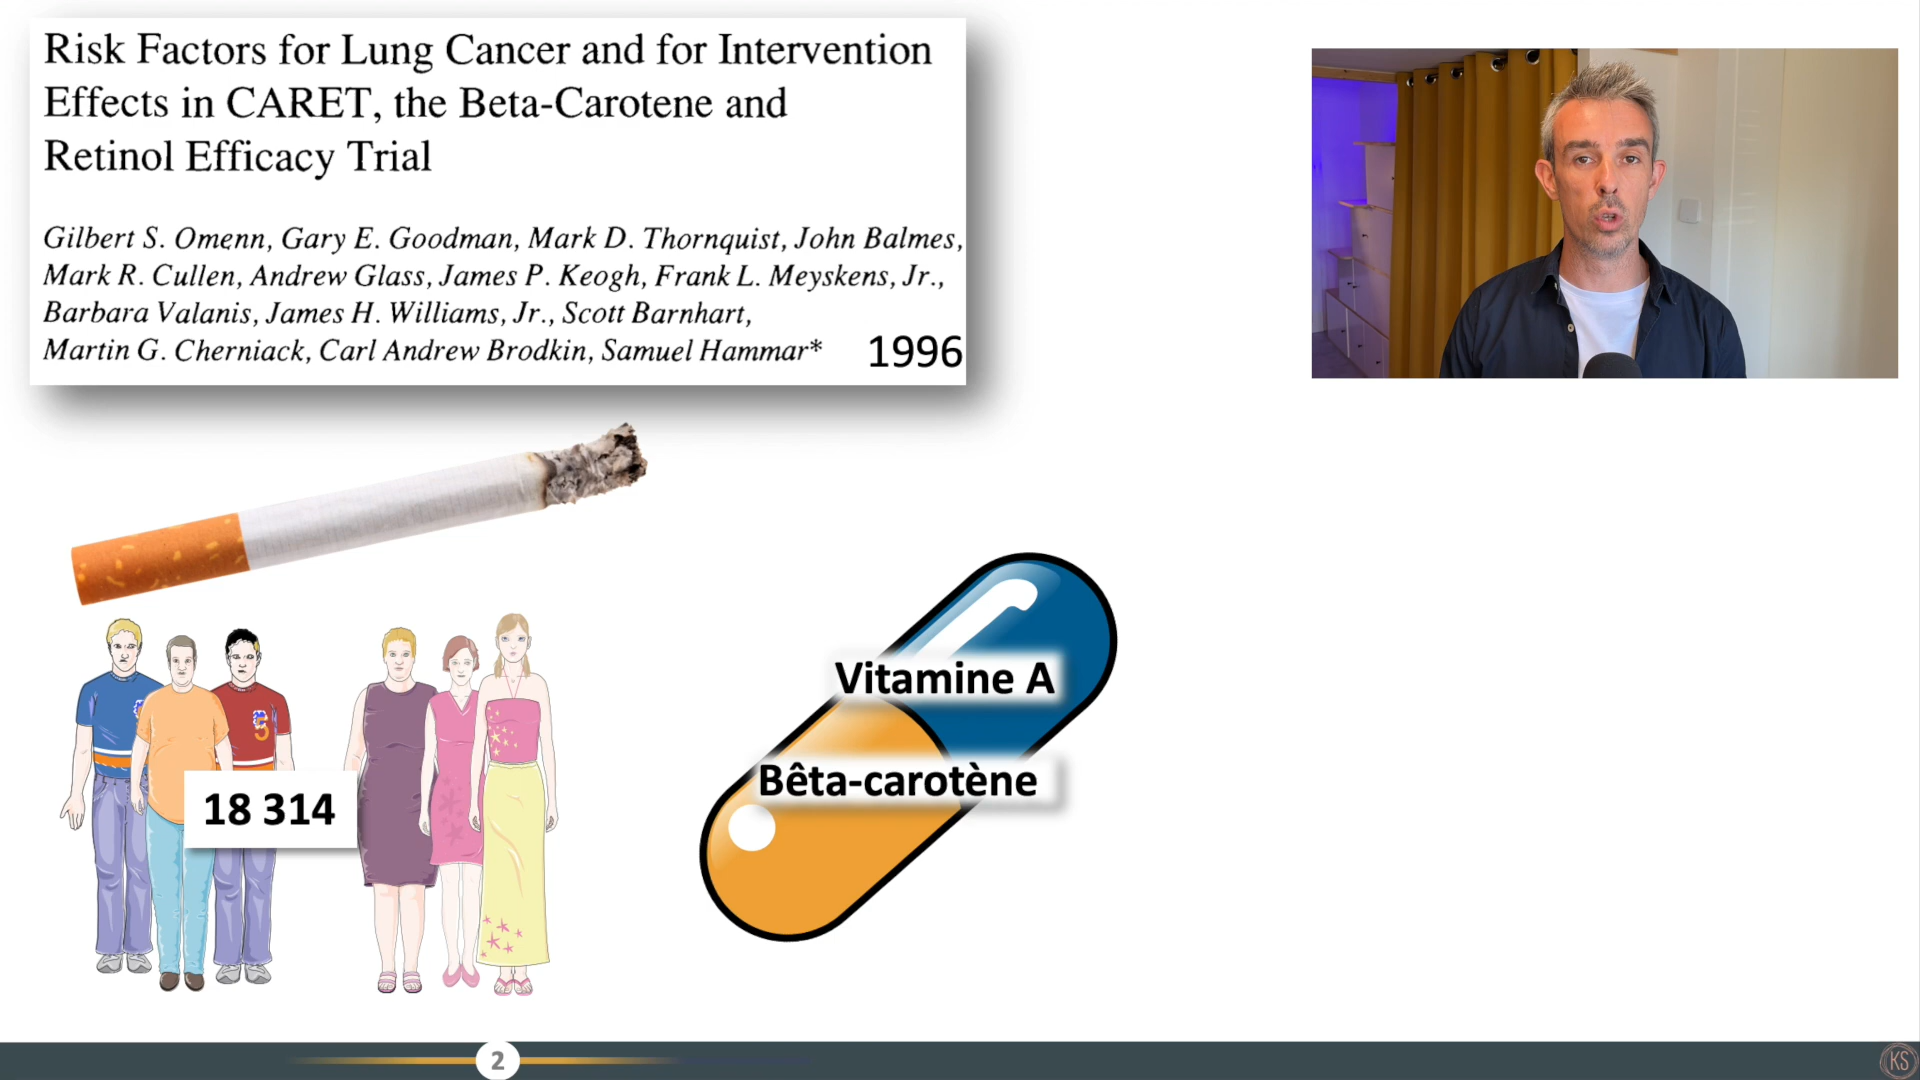 Risk Factors for Lung Cancer and for Intervention
Effects in CARET, the Beta-Carotene and
Retinol Efficacy Trial
Gilbert S. Omenn, Gary E. Goodman, Mark D. Thornquist, John Balmes,
Mark R. Cullen, Andrew Glass, James P. Keogh, Frank L. Meyskens, Jr.,
Barbara Valanis, James H. Williams, Jr., Scott Barnhart,
Martin G. Cherniack, Carl Andrew Brodkin, Samuel Hammar*
1996
Vitamine A
Bêta-carotène
5
18 314
2
KS